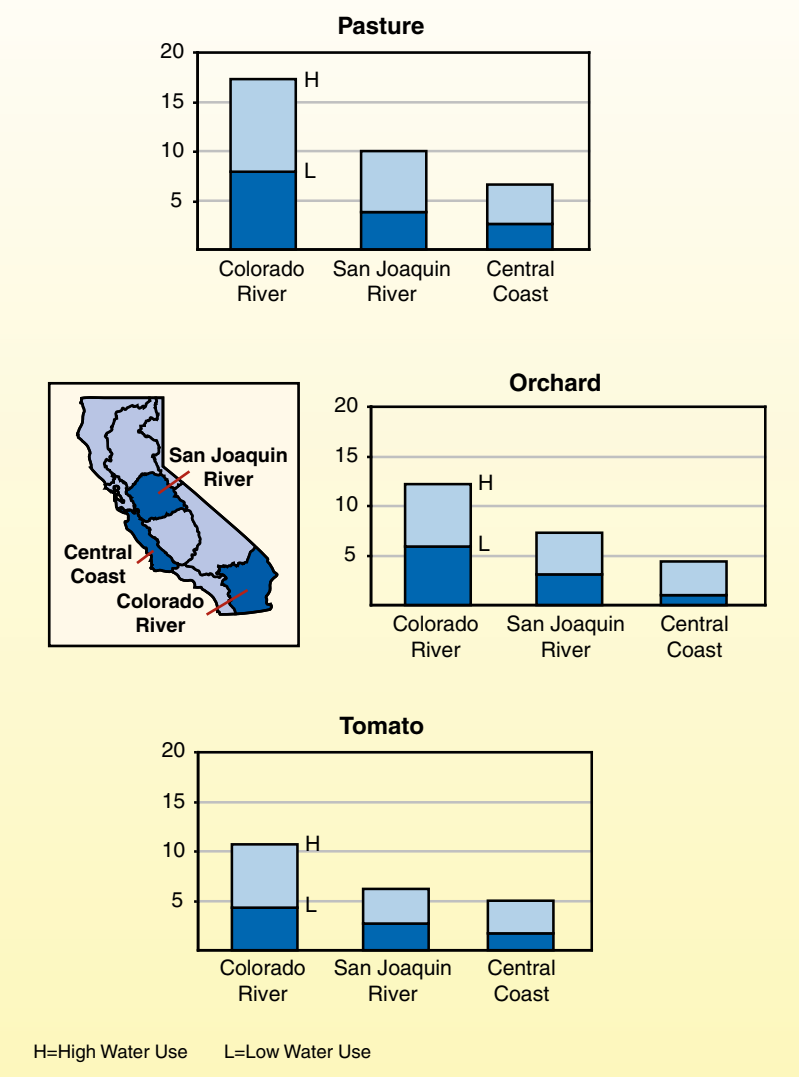 Pasture
20
15
10
5
H
L
Colorado
River
San Joaquin
River
Central
Coast
San Joaquin
River
Central
Coast
Colorado
River
Orchard
20
15
10
5
H
L
Colorado
River
San Joaquin
River
Central
Coast
Tomato
20
15
10
5
H
L
Colorado
River
San Joaquin
River
Central
Coast
H=High Water Use L=Low Water Use